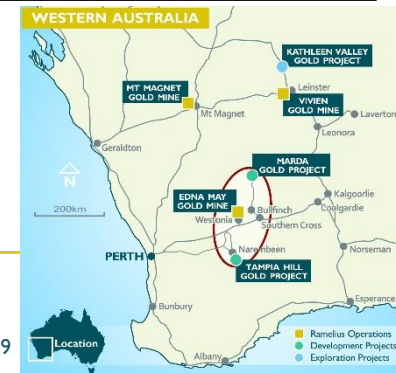 WESTERN AUSTRALIA
KATHLEEN VALLEY
GOLD PROJECT
MT MAGNET
GOLD MINE
Leinster
Mt Magnet
VIVIEN
GOLD MINE
Laverton
Leonora
Geraldton
MARDA
GOLD PROJECT
N
200km
EDNA MAY
GOLD MINE
Kalgoorlie
Bullfinch
Coolgardie
Westonia
Southern Cross
PERTH
Narembeen
Norseman
TAMPIA HILL
GOLD PROJECT
Bunbury
Esperance
9
Location
Albany
Ramelius Operations
Development Projects
Exploration Projects